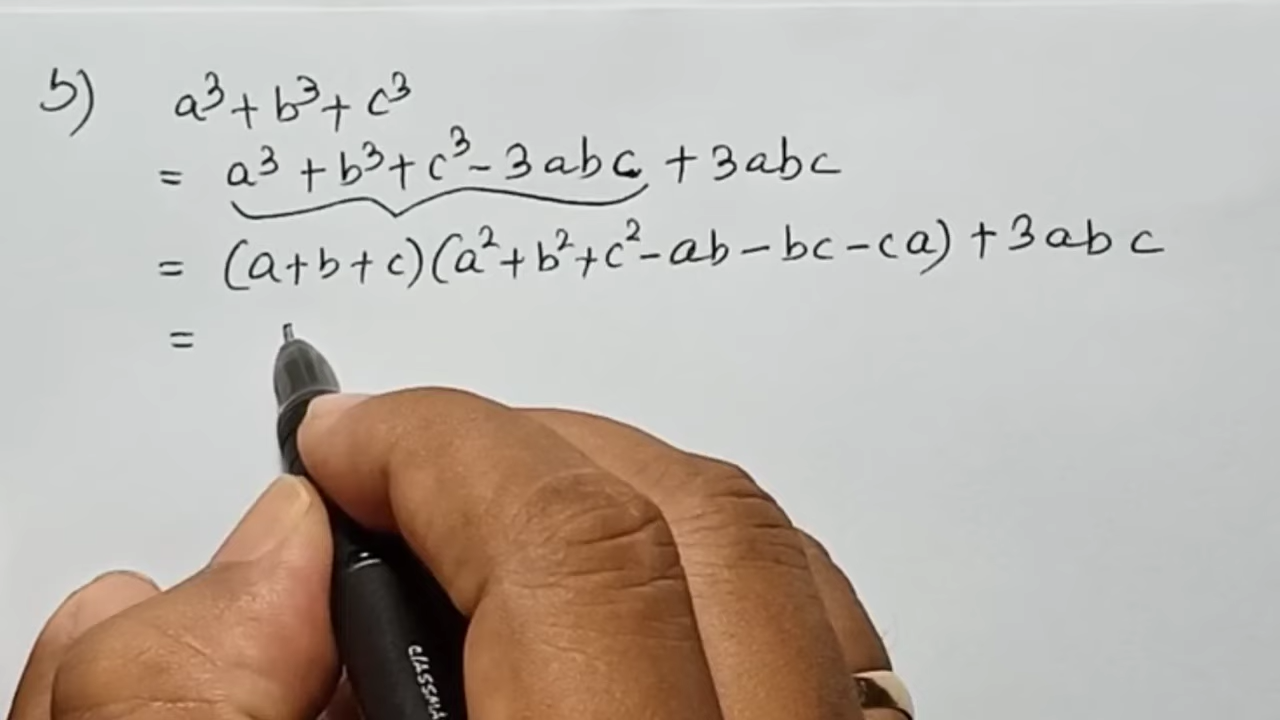 5) a³ + b³ + c³
= a³ + b³ + c³ - 3abc + 3abc
= (a + b + c)(a² + b² + c² - ab - bc - ca) + 3abc
=